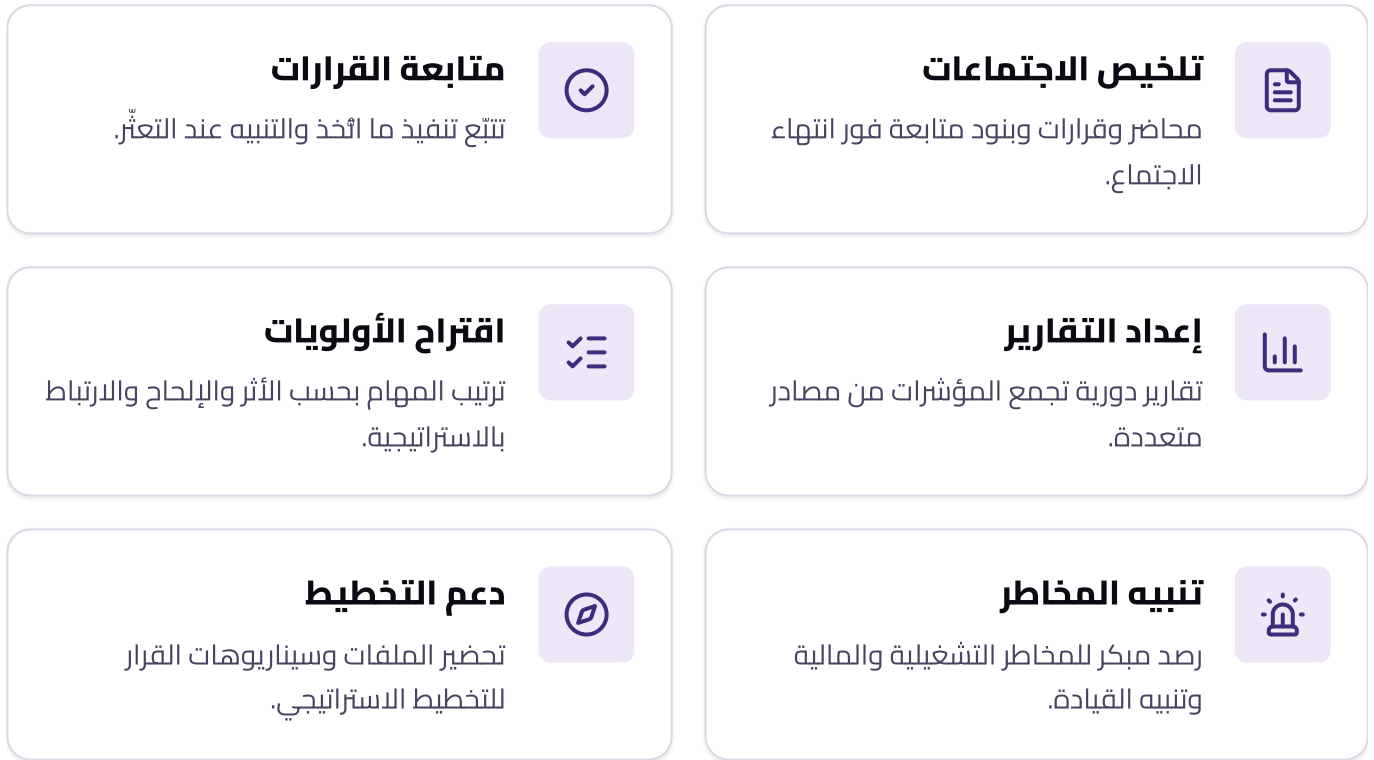 تلخيص الاجتماعات
محاضر وقرارات وبنود متابعة فور انتهاء
الاجتماع.
متابعة القرارات
تتبّع تنفيذ ما اتُّخذ والتنبيه عند التعثّر.
إعداد التقارير
تقارير دورية تجمع المؤشرات من مصادر
متعددة.
اقتراح الأولويات
ترتيب المهام بحسب الأثر والإلحاح والارتباط
بالاستراتيجية.
تنبيه المخاطر
رصد مبكر للمخاطر التشغيلية والمالية
وتنبيه القيادة.
دعم التخطيط
تحضير الملفات وسيناريوهات القرار
للتخطيط الاستراتيجي.